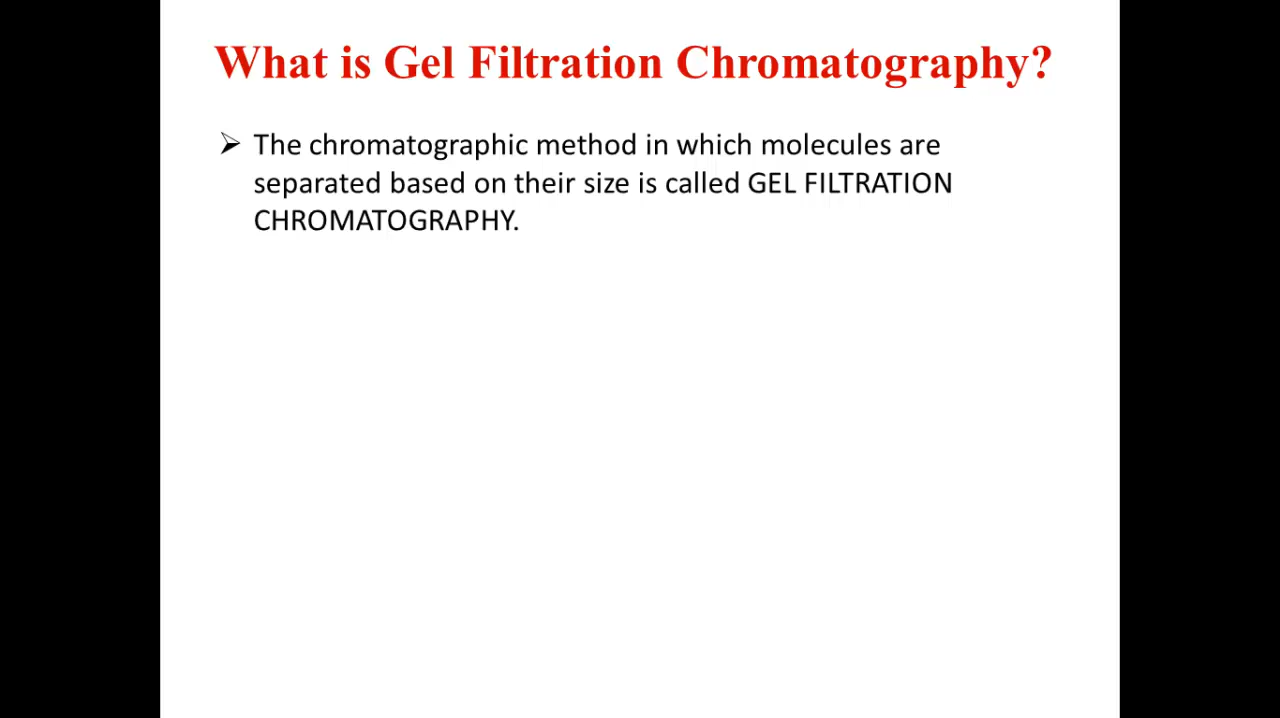 What is Gel Filtration Chromatography?
➢ The chromatographic method in which molecules are
separated based on their size is called GEL FILTRATION
CHROMATOGRAPHY.